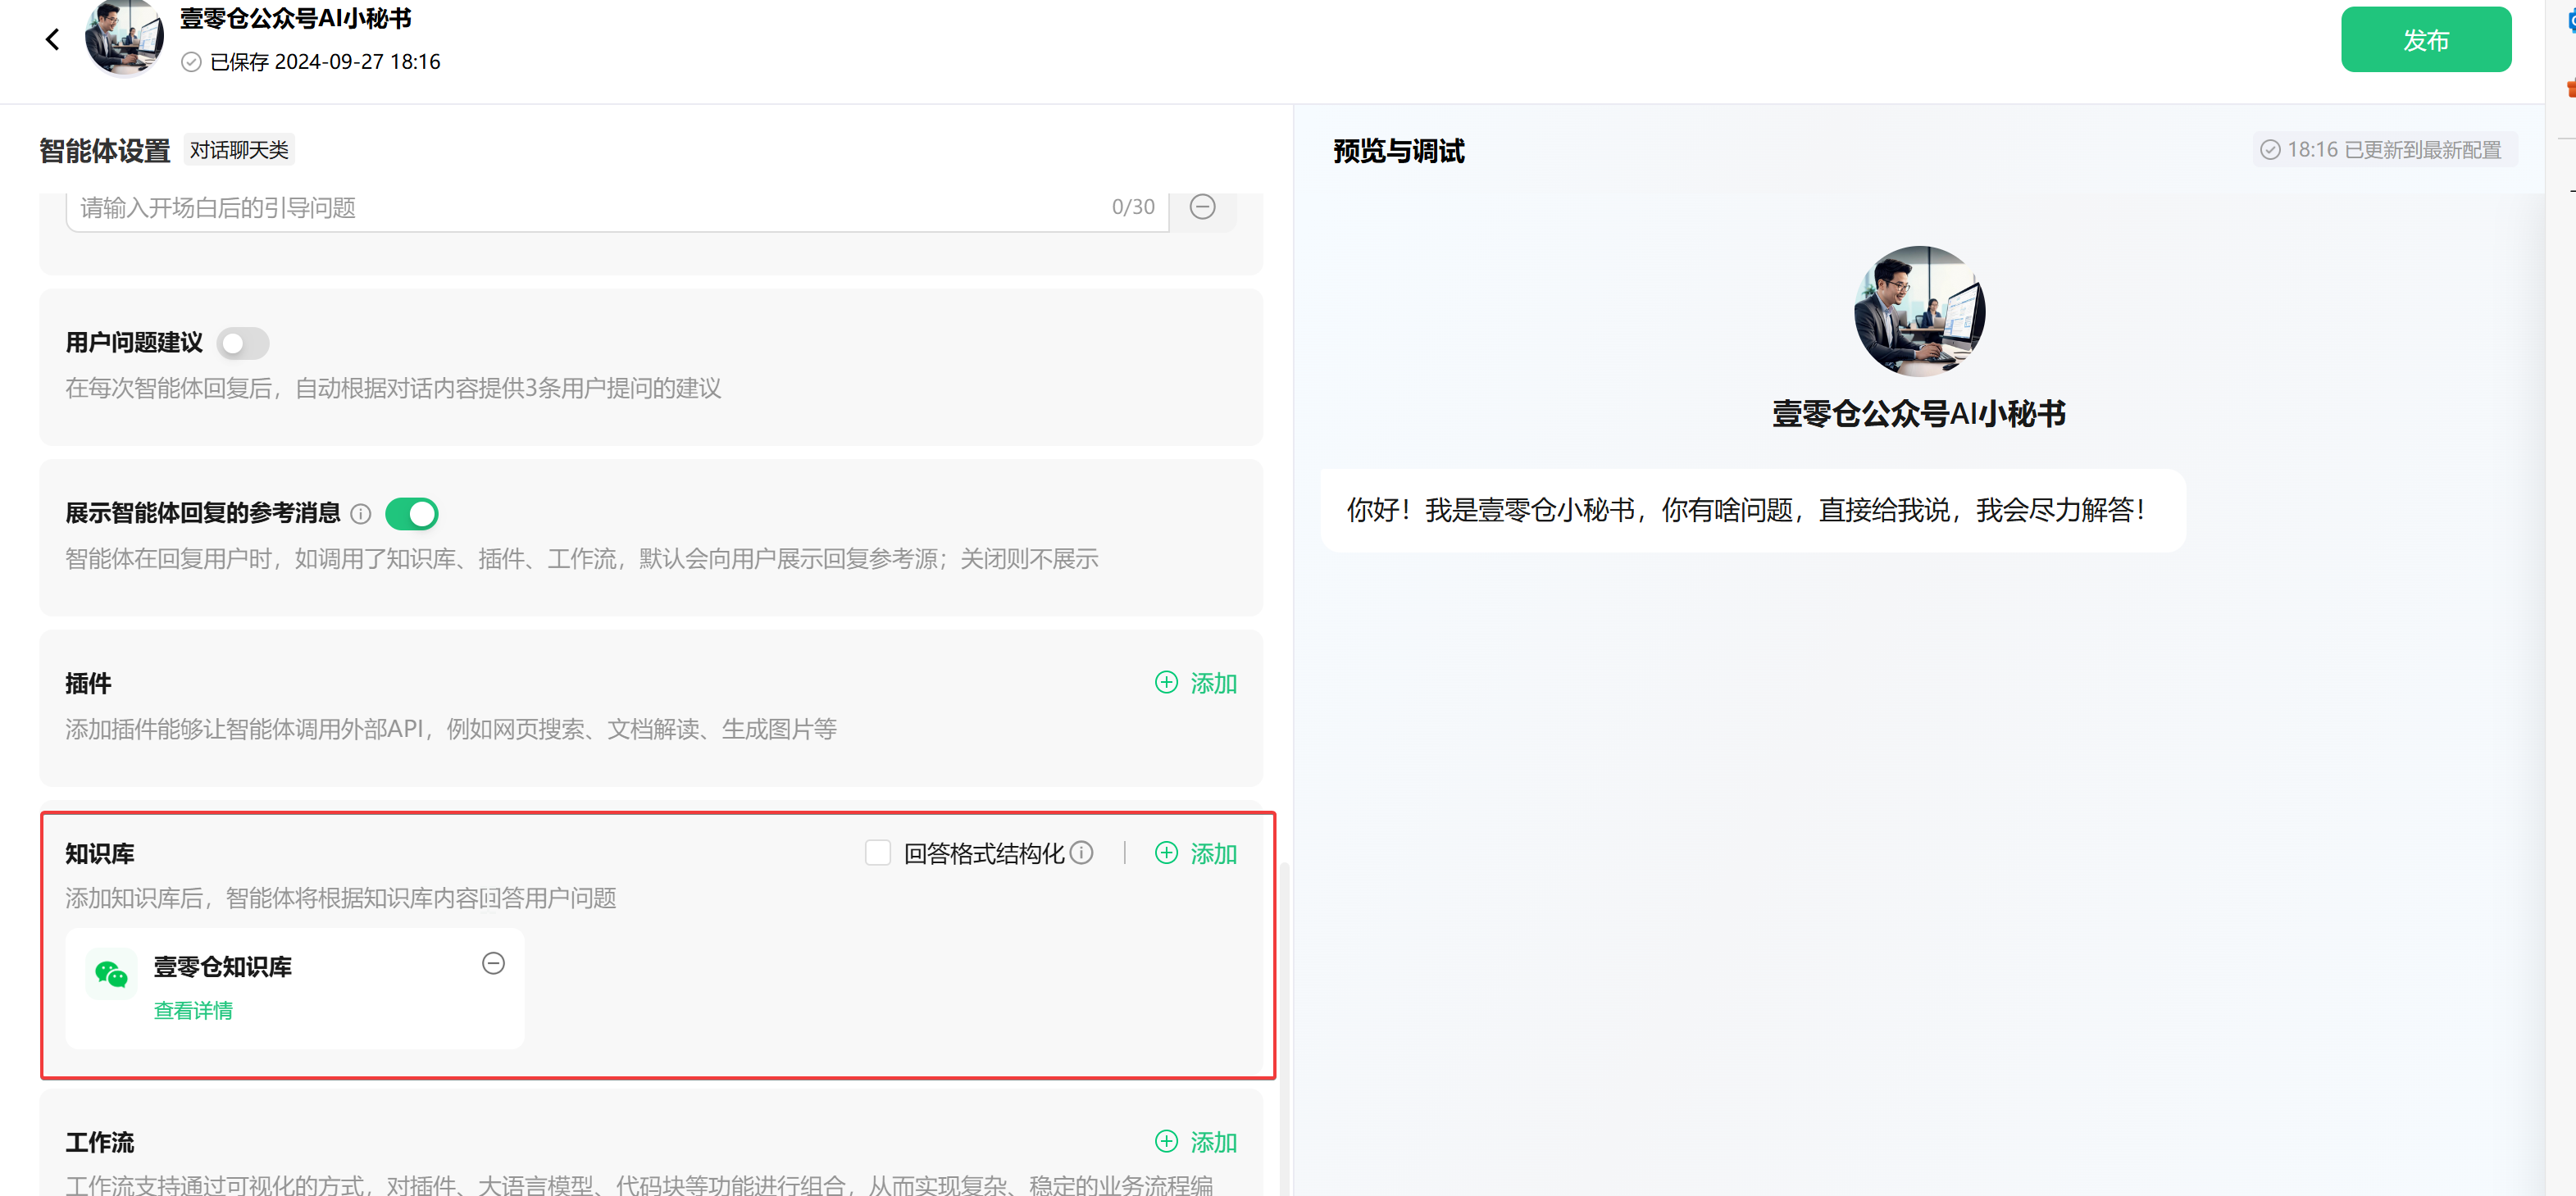 壹零仓公众号AI小秘书
已保存 2024-09-27 18:16
发布
智能体设置 对话聊天类
请输入开场白后的引导问题 0/30
用户问题建议
在每次智能体回复后，自动根据对话内容提供3条用户提问的建议
展示智能体回复的参考消息
智能体在回复用户时，如调用了知识库、插件、工作流，默认会向用户展示回复参考源；关闭则不展示
插件 添加
添加插件能够让智能体调用外部API，例如网页搜索、文档解读、生成图片等
知识库 回答格式结构化 添加
添加知识库后，智能体将根据知识库内容回答用户问题
壹零仓知识库
查看详情
工作流 添加
工作流支持通过可视化的方式，对插件、大语言模型、代码块等功能进行组合，从而实现复杂、稳定的业务流程编
预览与调试 18:16 已更新到最新配置
壹零仓公众号AI小秘书
你好！我是壹零仓小秘书，你有啥问题，直接给我说，我会尽力解答！